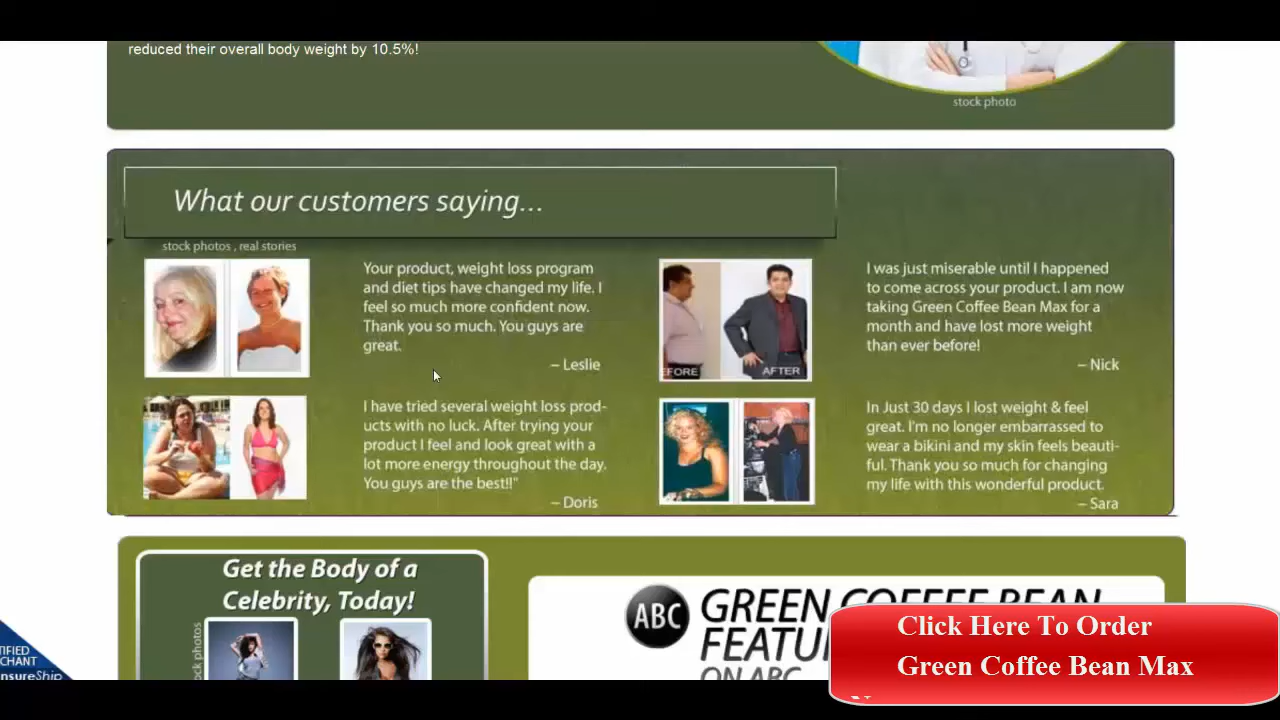 reduced their overall body weight by 10.5%!
stock photo
What our customers saying...
stock photos , real stories
Your product, weight loss program
and diet tips have changed my life. I
feel so much more confident now.
Thank you so much. You guys are
great.
– Leslie
I was just miserable until I happened
to come across your product. I am now
taking Green Coffee Bean Max for a
month and have lost more weight
than ever before!
– Nick
EFORE
AFTER
I have tried several weight loss prod-
ucts with no luck. After trying your
product I feel and look great with a
lot more energy throughout the day.
You guys are the best!!"
– Doris
In Just 30 days I lost weight & feel
great. I'm no longer embarrassed to
wear a bikini and my skin feels beauti-
ful. Thank you so much for changing
my life with this wonderful product.
– Sara
Get the Body of a
Celebrity, Today!
stock photos
ABC
GREEN COFFEE BEAN
FEATU
ON ABC
TIFIED
CHANT
nsureShip
Click Here To Order
Green Coffee Bean Max